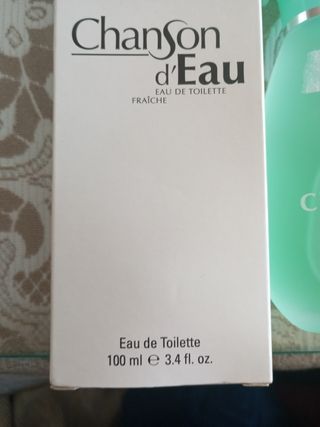 ChanSon
d'Eau
EAU DE TOILETTE
FRAÎCHE
C
Eau de Toilette
100 ml ℮ 3.4 fl. oz.